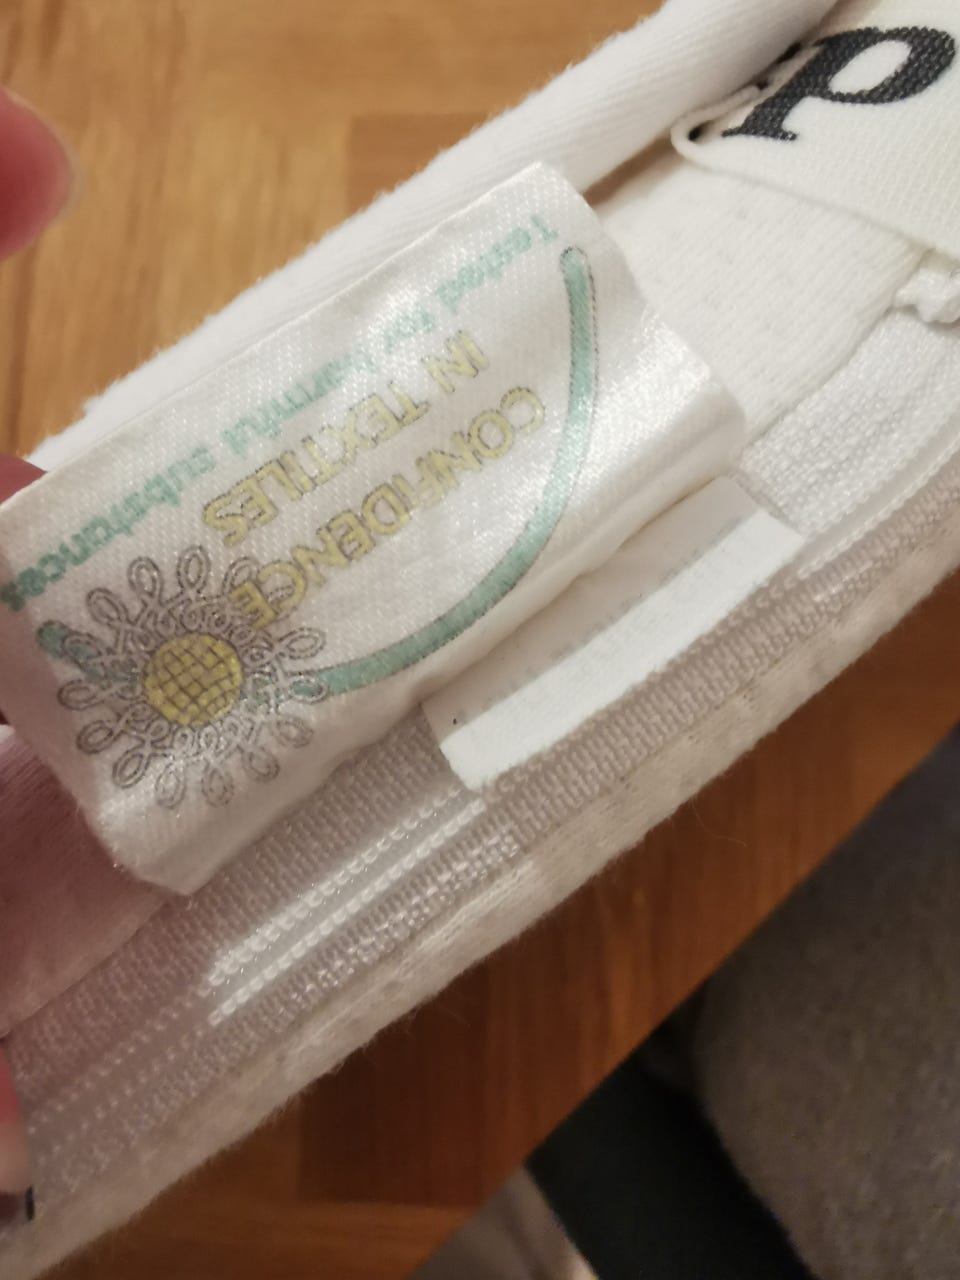 CONFIDENCE
IN TEXTILES
Tested for harmful substances
P